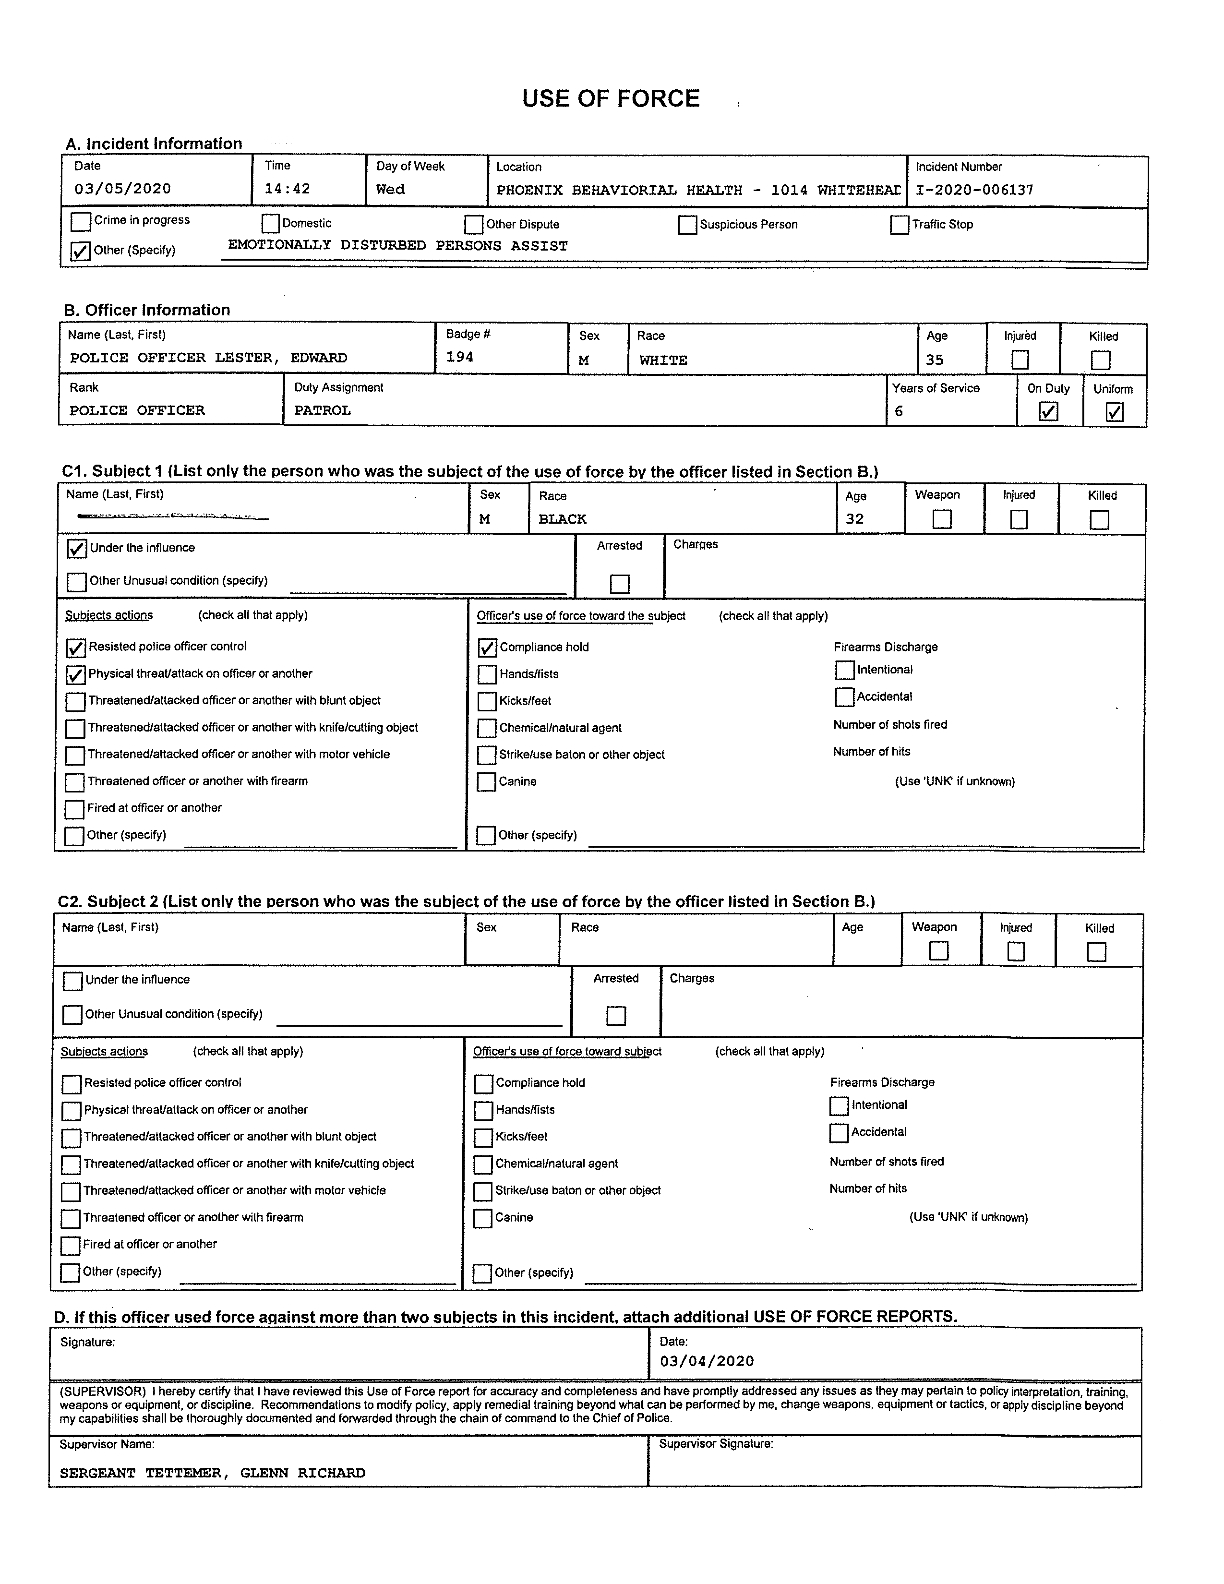 USE OF FORCE
A. Incident Information
Date Time Day of Week Location Incident Number
03/05/2020 14:42 Wed PHOENIX BEHAVIORIAL HEALTH - 1014 WHITEHEAD I-2020-006137
Crime in progress Domestic Other Dispute Suspicious Person Traffic Stop
Other (Specify) EMOTIONALLY DISTURBED PERSONS ASSIST
B. Officer Information
Name (Last, First) Badge # Sex Race Age Injured Killed
POLICE OFFICER LESTER, EDWARD 194 M WHITE 35
Rank Duty Assignment Years of Service On Duty Uniform
POLICE OFFICER PATROL 6
C1. Subject 1 (List only the person who was the subject of the use of force by the officer listed in Section B.)
Name (Last, First) Sex Race Age Weapon Injured Killed
M BLACK 32
Under the influence Arrested Charges
Other Unusual condition (specify)
Subjects actions (check all that apply) Officer's use of force toward the subject (check all that apply)
Resisted police officer control Compliance hold Firearms Discharge
Physical threat/attack on officer or another Hands/fists Intentional
Threatened/attacked officer or another with blunt object Kicks/feet Accidental
Threatened/attacked officer or another with knife/cutting object Chemical/natural agent Number of shots fired
Threatened/attacked officer or another with motor vehicle Strike/use baton or other object Number of hits
Threatened officer or another with firearm Canine (Use 'UNK' if unknown)
Fired at officer or another
Other (specify) Other (specify)
C2. Subject 2 (List only the person who was the subject of the use of force by the officer listed in Section B.)
Name (Last, First) Sex Race Age Weapon Injured Killed
Under the influence Arrested Charges
Other Unusual condition (specify)
Subjects actions (check all that apply) Officer's use of force toward subject (check all that apply)
Resisted police officer control Compliance hold Firearms Discharge
Physical threat/attack on officer or another Hands/fists Intentional
Threatened/attacked officer or another with blunt object Kicks/feet Accidental
Threatened/attacked officer or another with knife/cutting object Chemical/natural agent Number of shots fired
Threatened/attacked officer or another with motor vehicle Strike/use baton or other object Number of hits
Threatened officer or another with firearm Canine (Use 'UNK' if unknown)
Fired at officer or another
Other (specify) Other (specify)
D. If this officer used force against more than two subjects in this incident, attach additional USE OF FORCE REPORTS.
Signature: Date:
03/04/2020
(SUPERVISOR) I hereby certify that I have reviewed this Use of Force report for accuracy and completeness and have promptly addressed any issues as they may pertain to policy interpretation, training,
weapons or equipment, or discipline. Recommendations to modify policy, apply remedial training beyond what can be performed by me, change weapons, equipment or tactics, or apply discipline beyond
my capabilities shall be thoroughly documented and forwarded through the chain of command to the Chief of Police.
Supervisor Name: Supervisor Signature:
SERGEANT TETTEMER, GLENN RICHARD